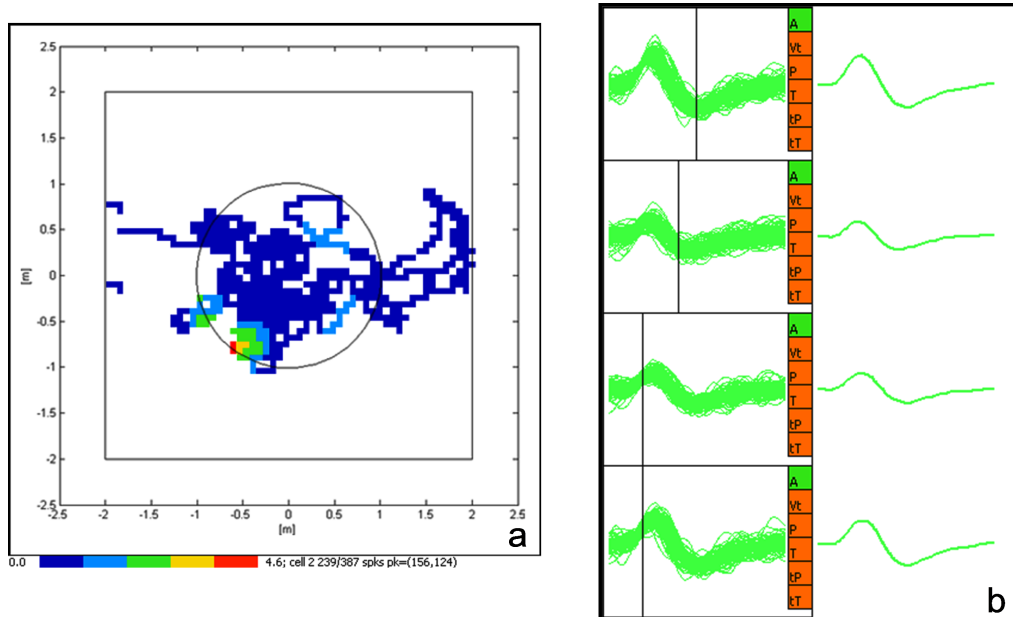 2.5
2
1.5
1
0.5
0
-0.5
-1
-1.5
-2
-2.5
[m]
-2.5 -2 -1.5 -1 -0.5 0 0.5 1 1.5 2 2.5
[m]
a
0.0 4.6; cell 2 239/387 spks pk=(156,124)
A
Vt
P
T
tP
tT
A
Vt
P
T
tP
tT
A
Vt
P
T
tP
tT
A
Vt
P
T
tP
tT
b